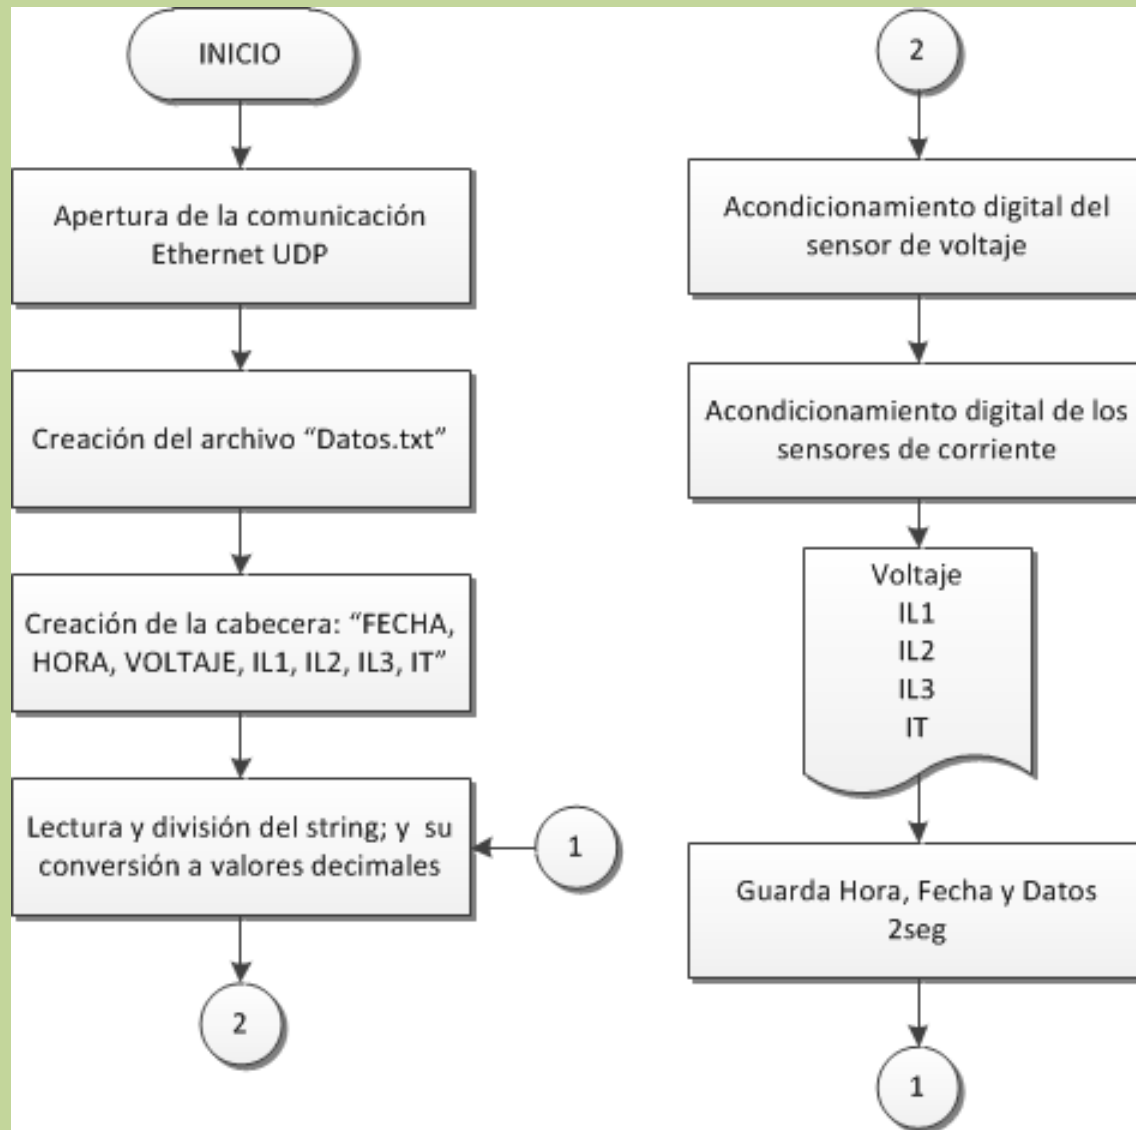 INICIO
Apertura de la comunicación
Ethernet UDP
Creación del archivo “Datos.txt”
Creación de la cabecera: “FECHA,
HORA, VOLTAJE, IL1, IL2, IL3, IT”
Lectura y división del string; y su
conversión a valores decimales
1
2
2
Acondicionamiento digital del
sensor de voltaje
Acondicionamiento digital de los
sensores de corriente
Voltaje
IL1
IL2
IL3
IT
Guarda Hora, Fecha y Datos
2seg
1